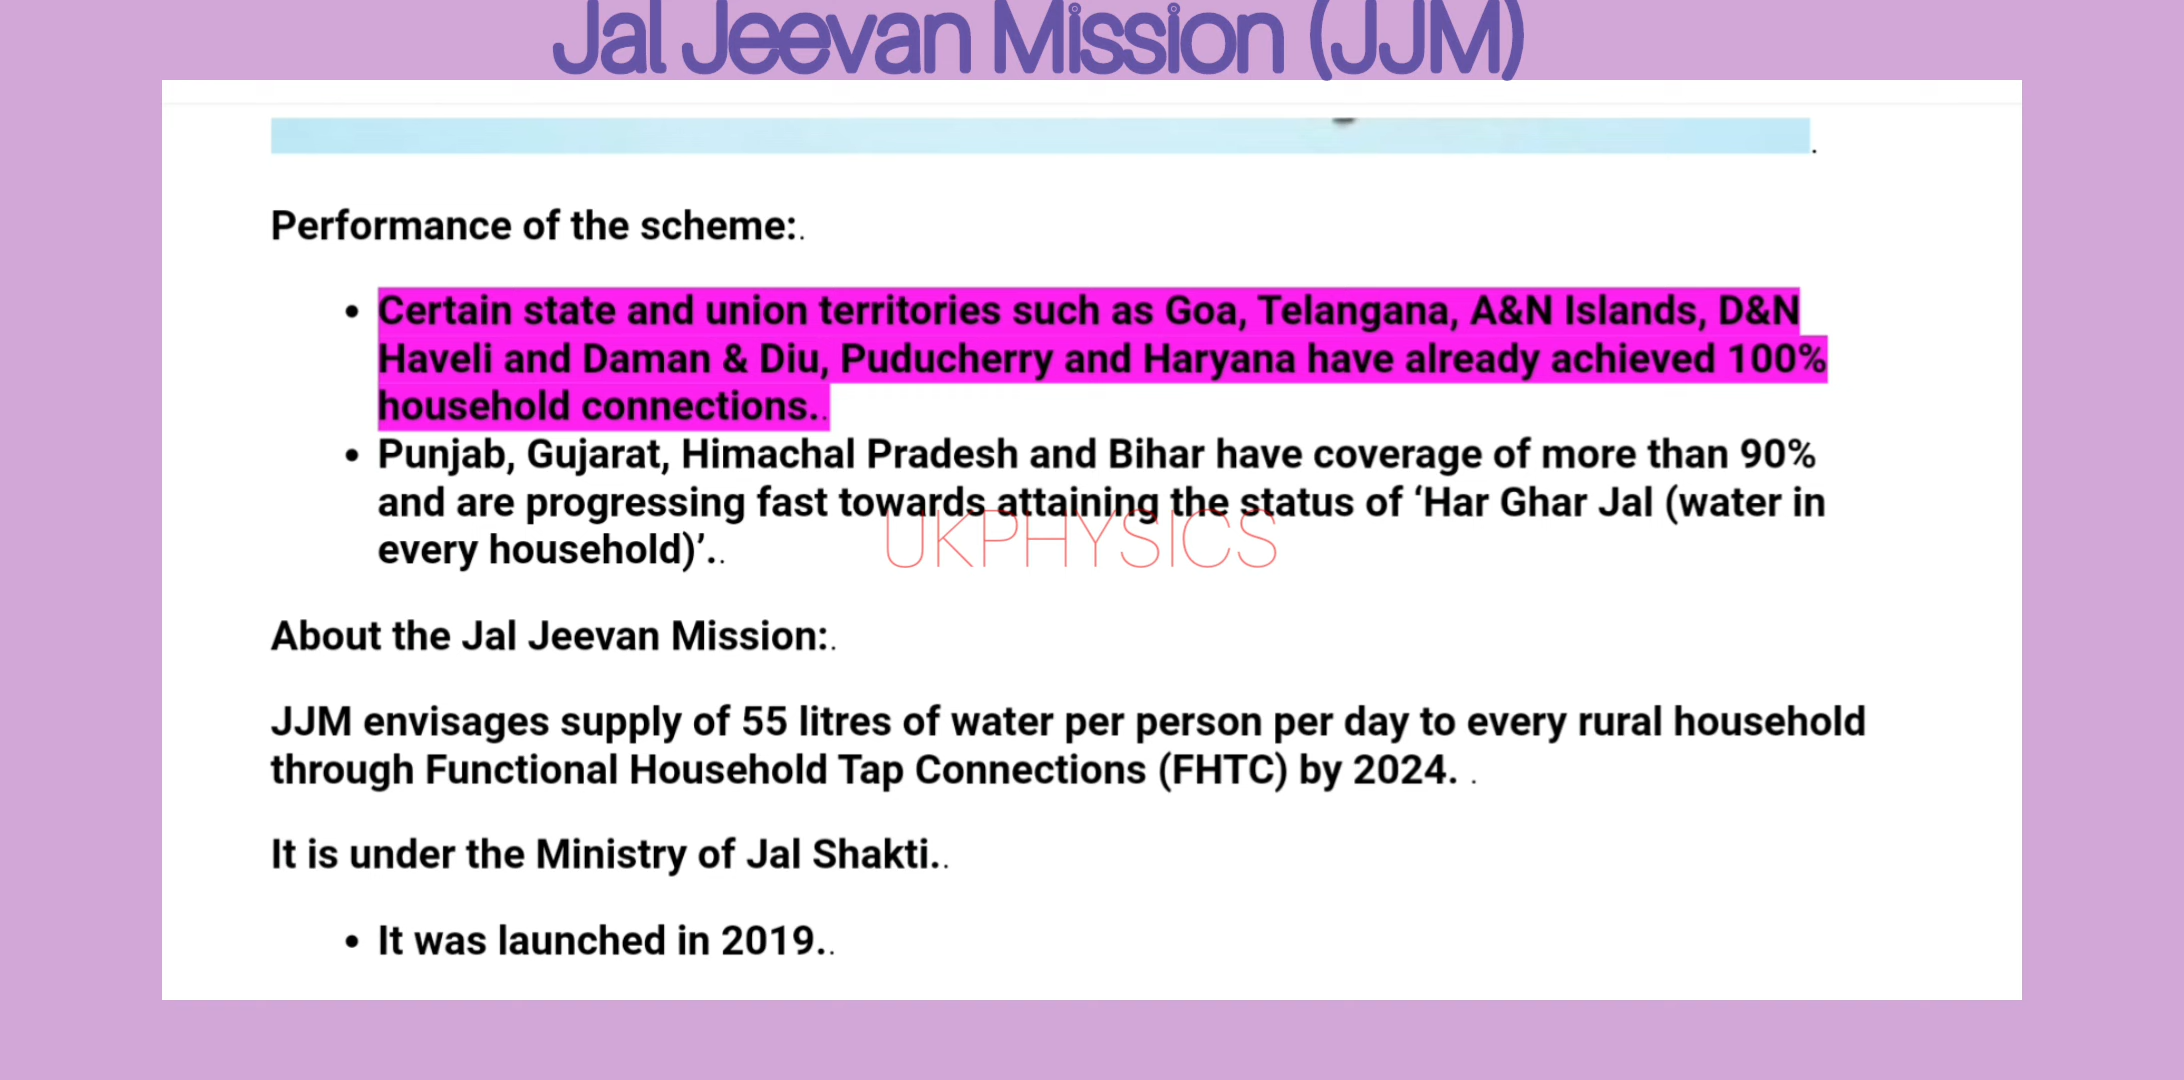 Jal Jeevan Mission (JJM)
.
Performance of the scheme:.
• Certain state and union territories such as Goa, Telangana, A&N Islands, D&N
Haveli and Daman & Diu, Puducherry and Haryana have already achieved 100%
household connections..
• Punjab, Gujarat, Himachal Pradesh and Bihar have coverage of more than 90%
and are progressing fast towards attaining the status of ‘Har Ghar Jal (water in
every household)’..
UKPHYSICS
About the Jal Jeevan Mission:.
JJM envisages supply of 55 litres of water per person per day to every rural household
through Functional Household Tap Connections (FHTC) by 2024. .
It is under the Ministry of Jal Shakti..
• It was launched in 2019..